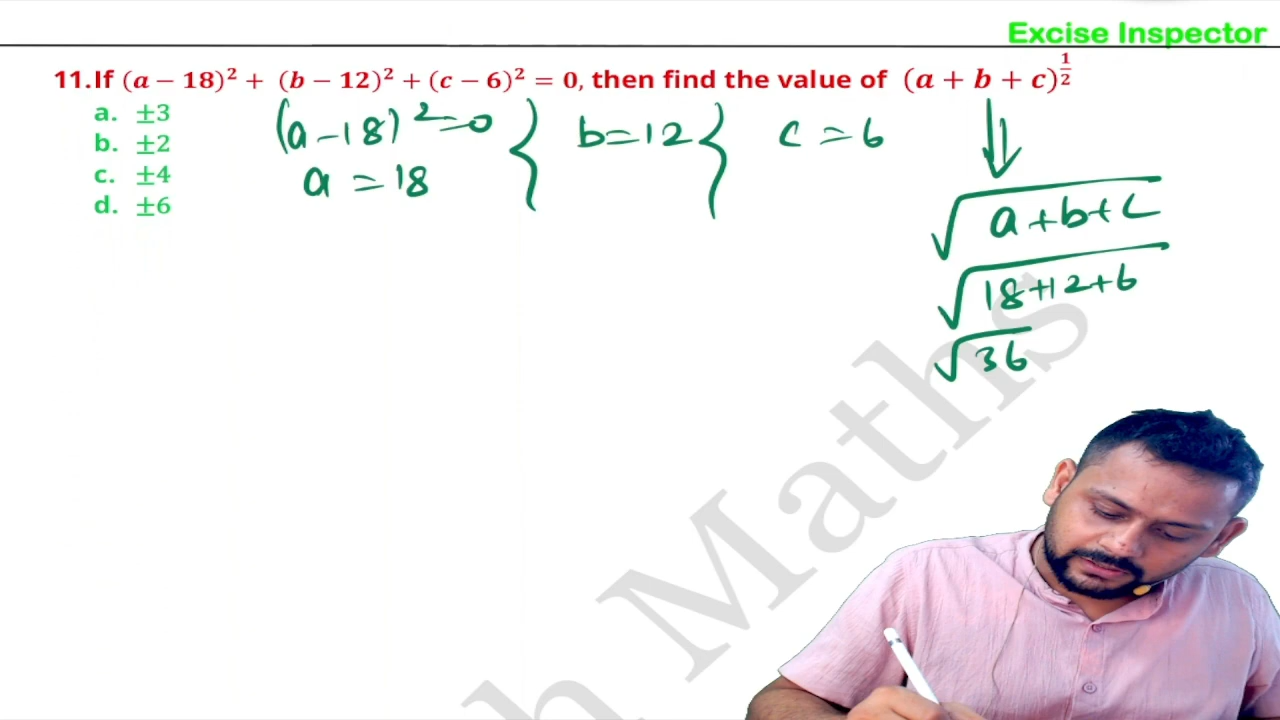 Excise Inspector
11.If (a − 18)² + (b − 12)² + (c − 6)² = 0, then find the value of (a + b + c)^{1/2}
a. ±3
b. ±2
c. ±4
d. ±6
(a-18)²=0
a = 18
b=12
c = 6
√a+b+c
√18+12+6
√36
Maths